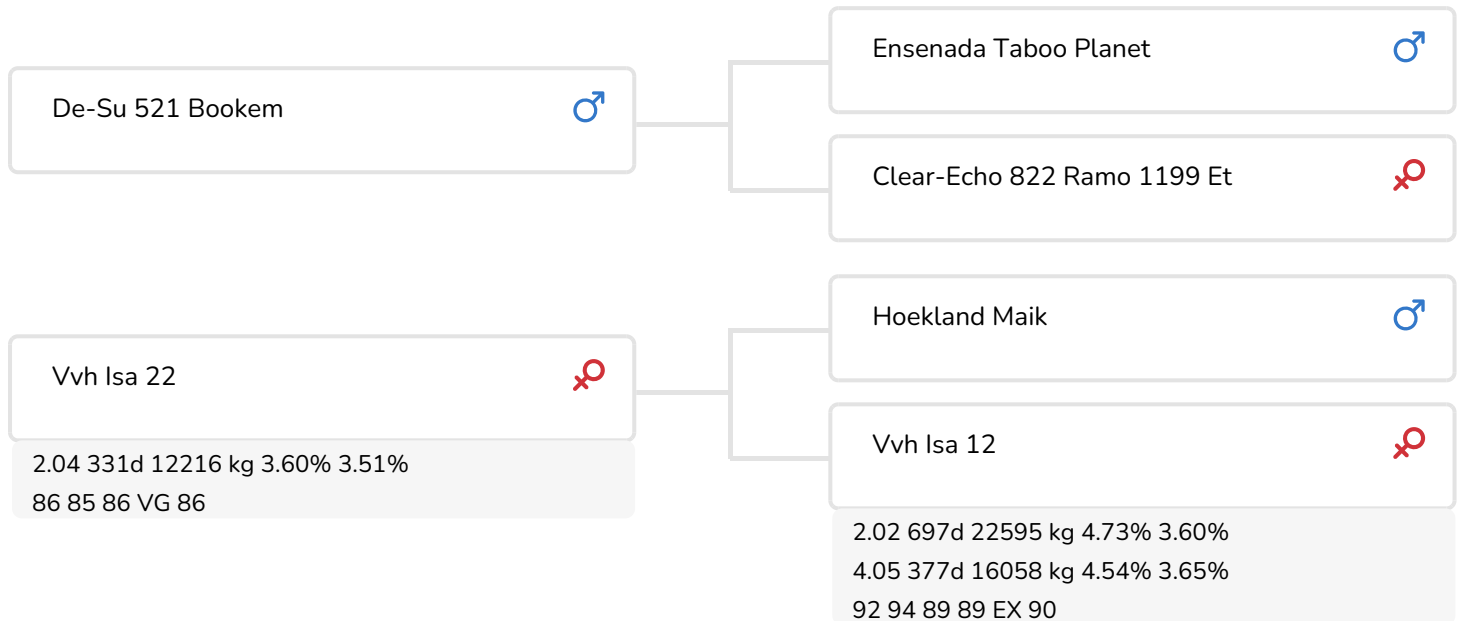 De-Su 521 Bookem
Ensenada Taboo Planet
Clear-Echo 822 Ramo 1199 Et
Vvh Isa 22
2.04 331d 12216 kg 3.60% 3.51%
86 85 86 VG 86
Hoekland Maik
Vvh Isa 12
2.02 697d 22595 kg 4.73% 3.60%
4.05 377d 16058 kg 4.54% 3.65%
92 94 89 89 EX 90